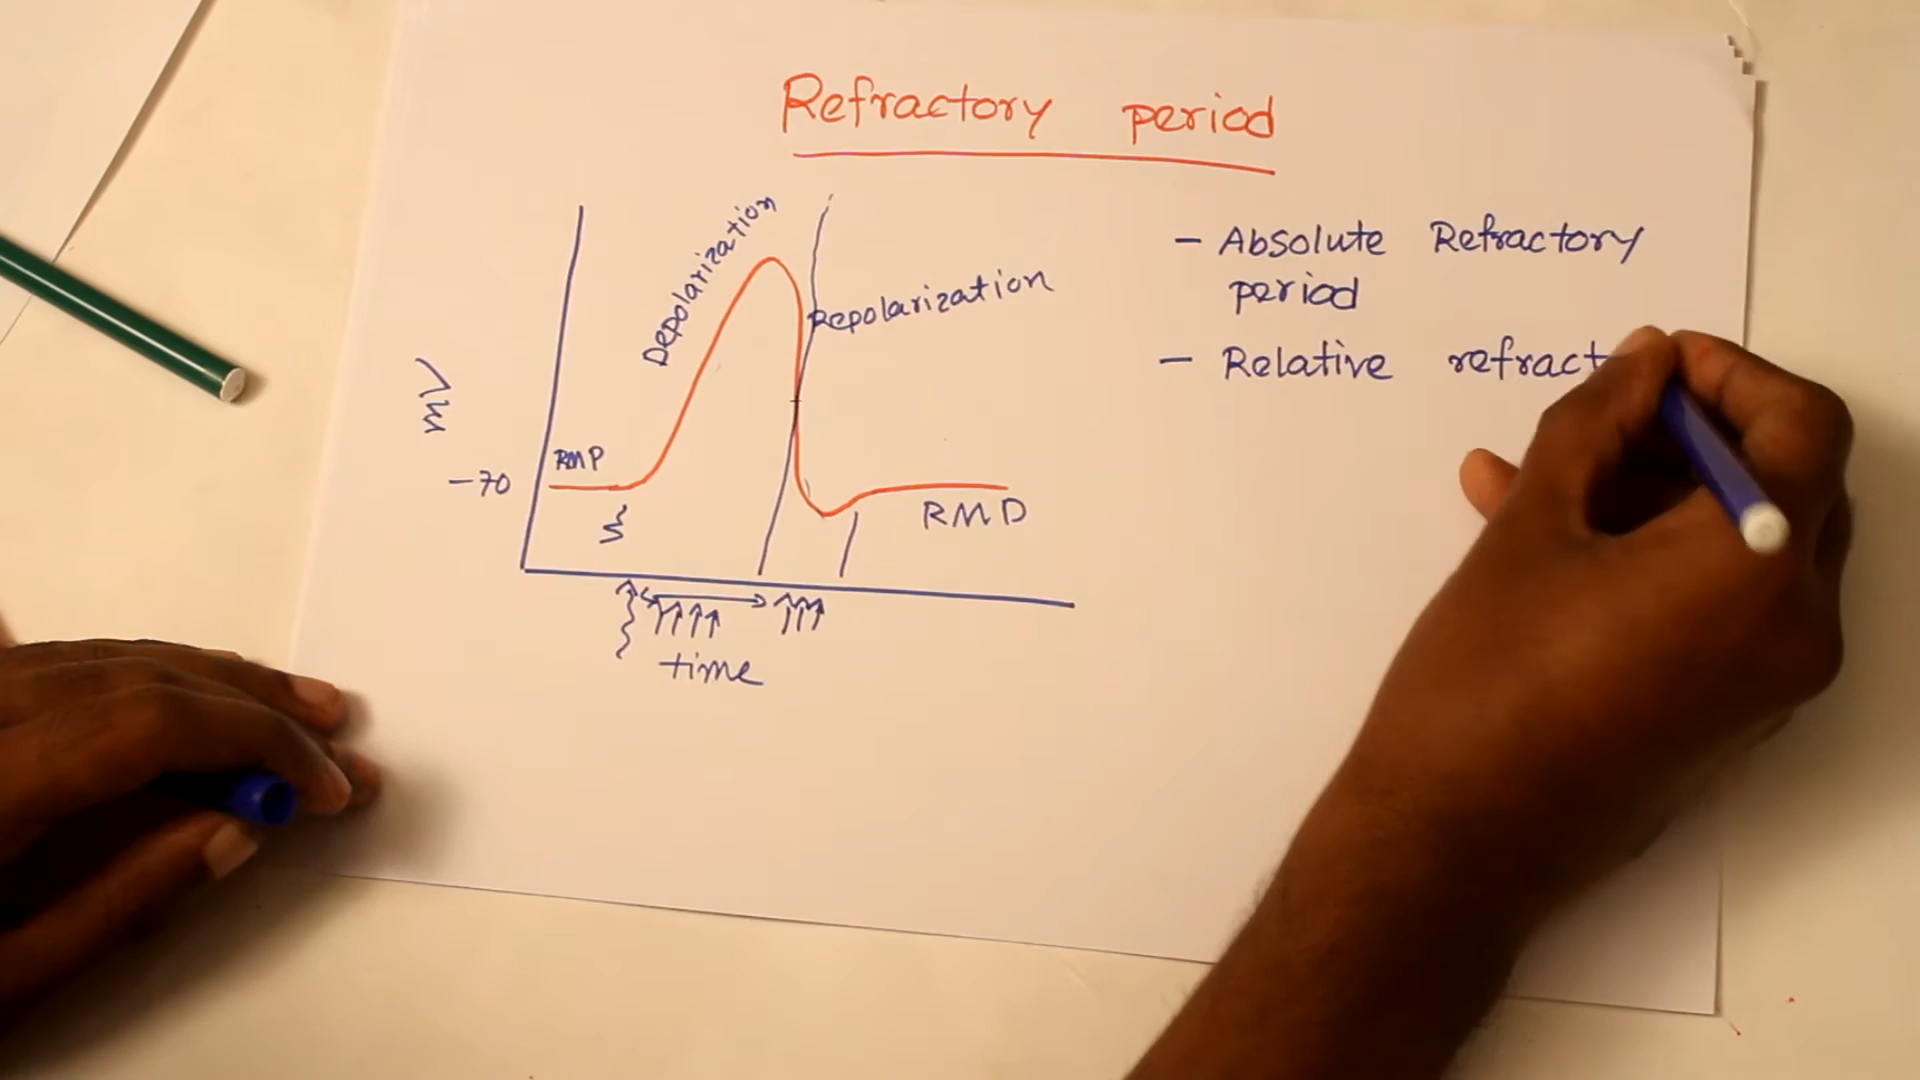 Refractory period
Depolarization
Repolarization
mV
-70
RMP
RMD
time
- Absolute Refractory
period
- Relative refract